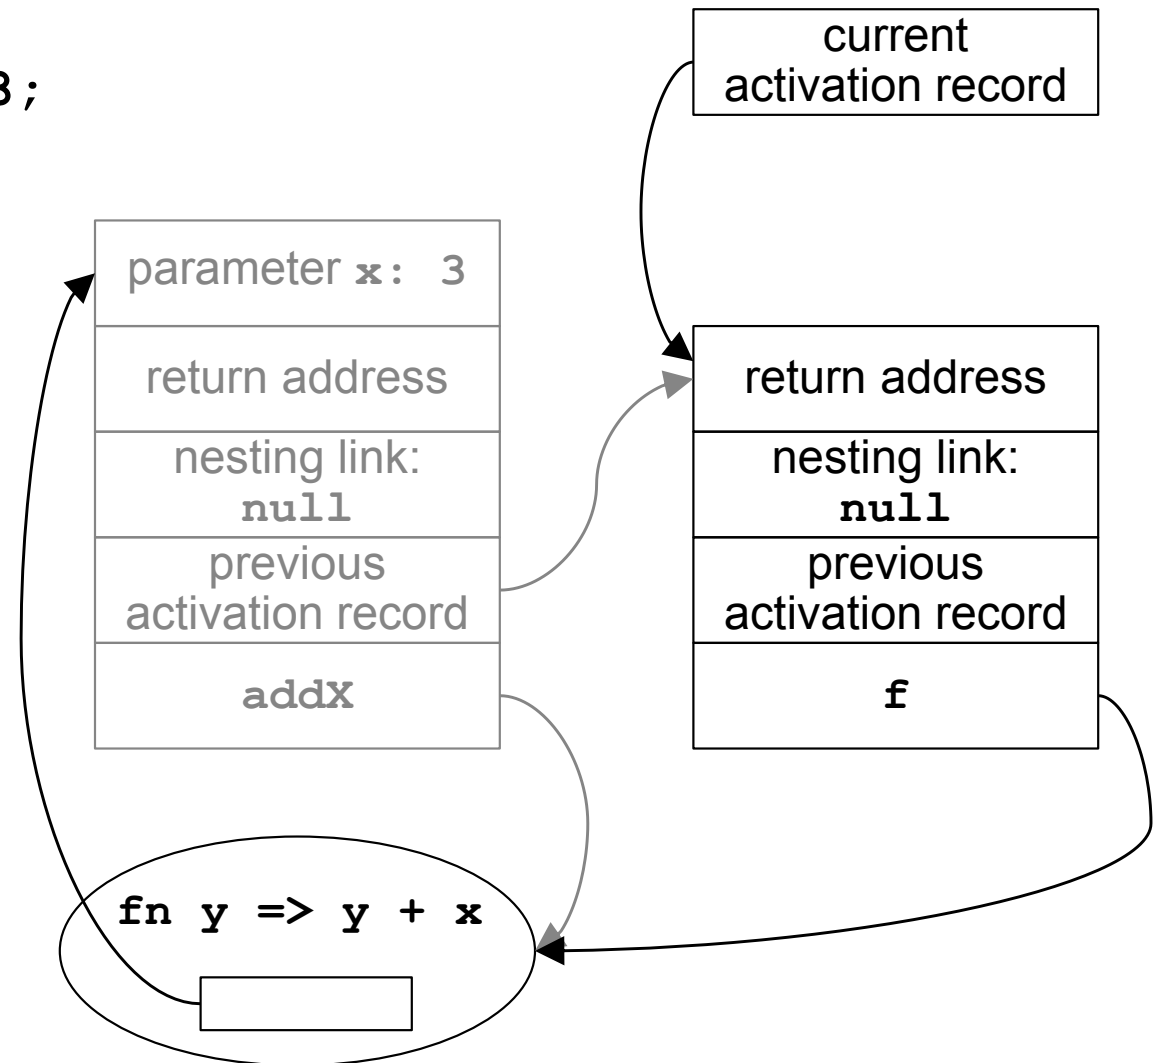 3;
current
activation record
parameter x: 3
return address
nesting link:
null
previous
activation record
addX
return address
nesting link:
null
previous
activation record
f
fn y => y + x